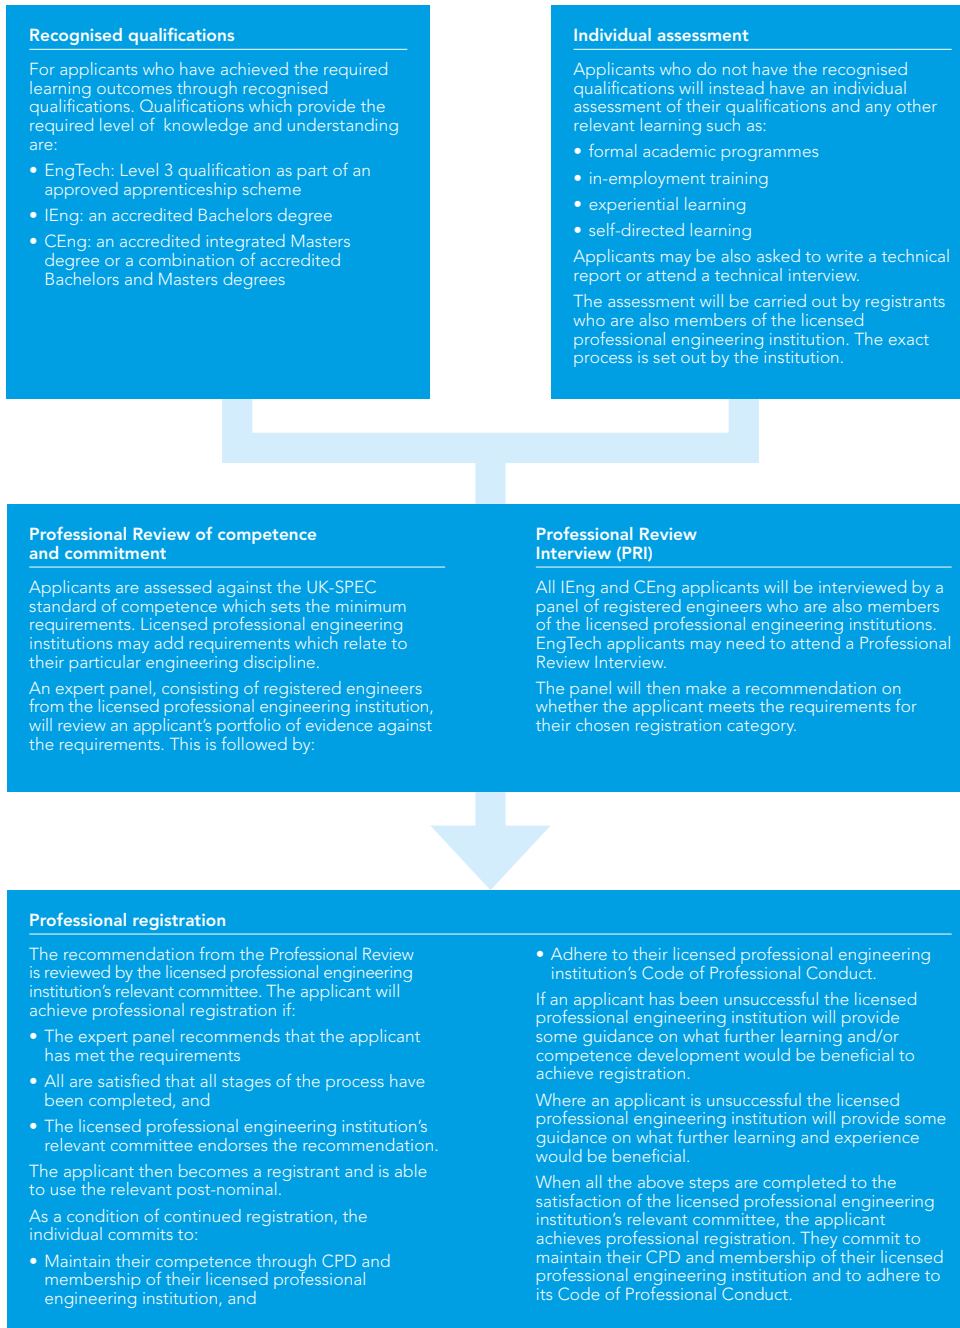 Recognised qualifications
For applicants who have achieved the required
learning outcomes through recognised
qualifications. Qualifications which provide the
required level of knowledge and understanding
are:
• EngTech: Level 3 qualification as part of an
approved apprenticeship scheme
• IEng: an accredited Bachelors degree
• CEng: an accredited integrated Masters
degree or a combination of accredited
Bachelors and Masters degrees
Individual assessment
Applicants who do not have the recognised
qualifications will instead have an individual
assessment of their qualifications and any other
relevant learning such as:
• formal academic programmes
• in-employment training
• experiential learning
• self-directed learning
Applicants may be also asked to write a technical
report or attend a technical interview.
The assessment will be carried out by registrants
who are also members of the licensed
professional engineering institution. The exact
process is set out by the institution.
Professional Review of competence
and commitment
Applicants are assessed against the UK-SPEC
standard of competence which sets the minimum
requirements. Licensed professional engineering
institutions may add requirements which relate to
their particular engineering discipline.
An expert panel, consisting of registered engineers
from the licensed professional engineering institution,
will review an applicant's portfolio of evidence against
the requirements. This is followed by:
Professional Review
Interview (PRI)
All IEng and CEng applicants will be interviewed by a
panel of registered engineers who are also members
of the licensed professional engineering institutions.
EngTech applicants may need to attend a Professional
Review Interview.
The panel will then make a recommendation on
whether the applicant meets the requirements for
their chosen registration category.
Professional registration
The recommendation from the Professional Review
is reviewed by the licensed professional engineering
institution's relevant committee. The applicant will
achieve professional registration if:
• The expert panel recommends that the applicant
has met the requirements
• All are satisfied that all stages of the process have
been completed, and
• The licensed professional engineering institution's
relevant committee endorses the recommendation.
The applicant then becomes a registrant and is able
to use the relevant post-nominal.
As a condition of continued registration, the
individual commits to:
• Maintain their competence through CPD and
membership of their licensed professional
engineering institution, and
• Adhere to their licensed professional engineering
institution's Code of Professional Conduct.
If an applicant has been unsuccessful the licensed
professional engineering institution will provide
some guidance on what further learning and/or
competence development would be beneficial to
achieve registration.
Where an applicant is unsuccessful the licensed
professional engineering institution will provide some
guidance on what further learning and experience
would be beneficial.
When all the above steps are completed to the
satisfaction of the licensed professional engineering
institution's relevant committee, the applicant
achieves professional registration. They commit to
maintain their CPD and membership of their licensed
professional engineering institution and to adhere to
its Code of Professional Conduct.